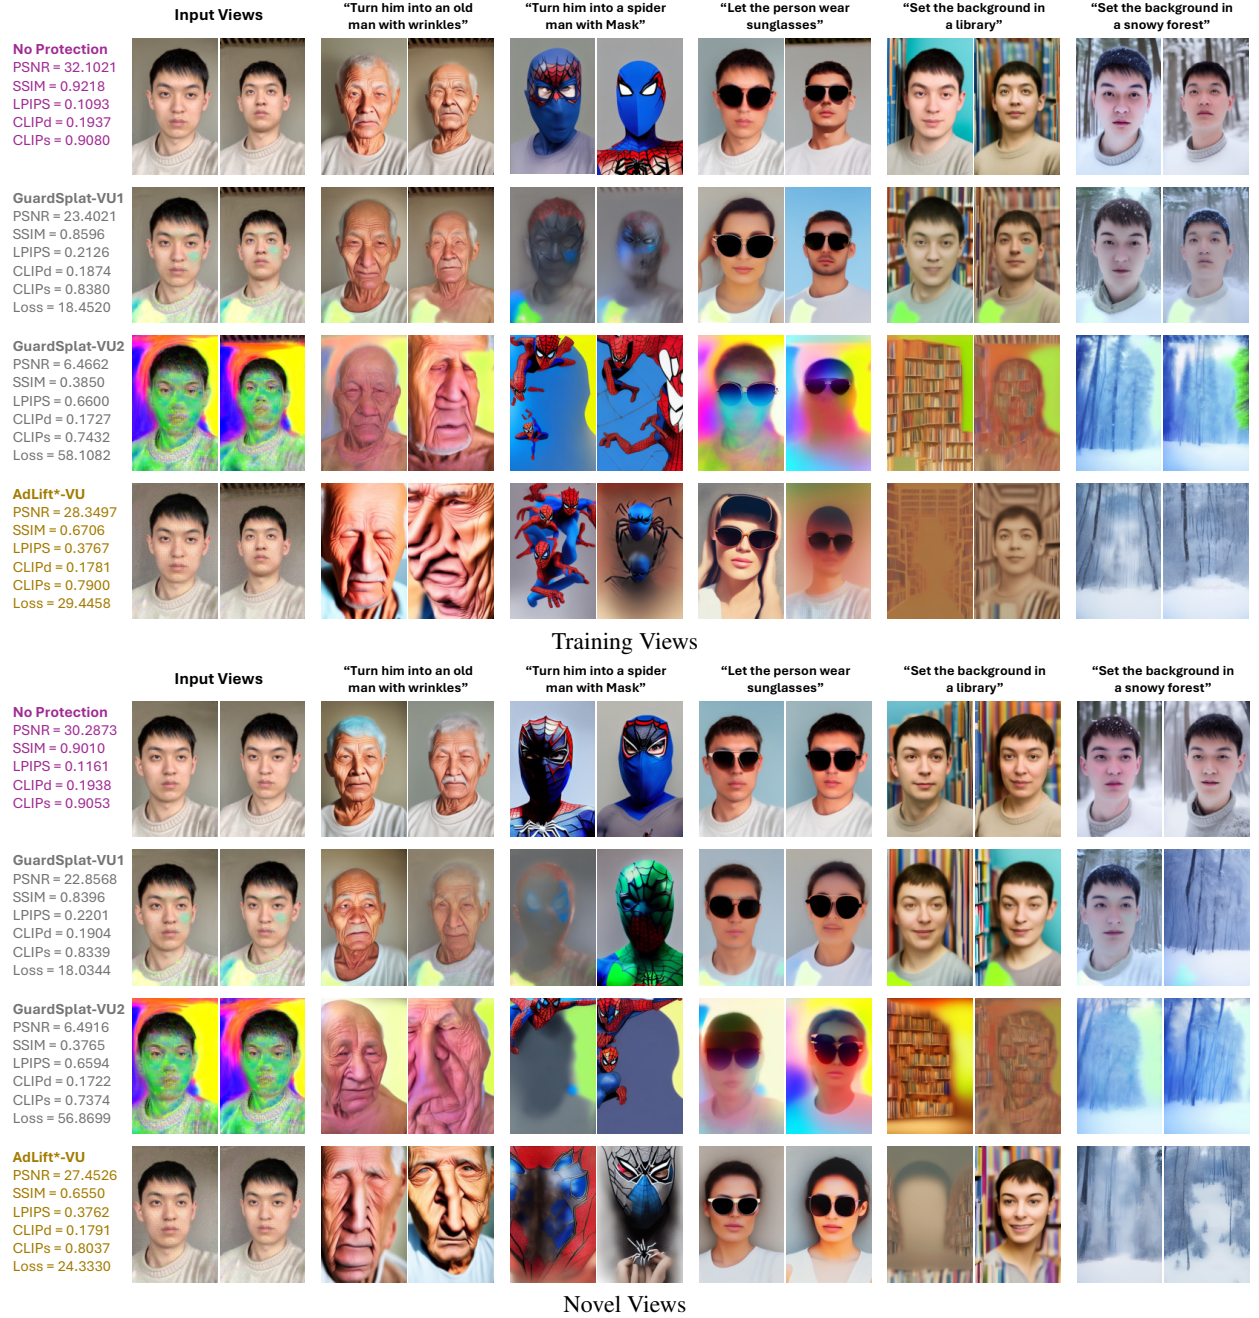 Input Views
“Turn him into an old
man with wrinkles”
“Turn him into a spider
man with Mask”
“Let the person wear
sunglasses”
“Set the background in
a library”
“Set the background in
a snowy forest”
No Protection
PSNR = 32.1021
SSIM = 0.9218
LPIPS = 0.1093
CLIPd = 0.1937
CLIPs = 0.9080
GuardSplat-VU1
PSNR = 23.4021
SSIM = 0.8596
LPIPS = 0.2126
CLIPd = 0.1874
CLIPs = 0.8380
Loss = 18.4520
GuardSplat-VU2
PSNR = 6.4662
SSIM = 0.3850
LPIPS = 0.6600
CLIPd = 0.1727
CLIPs = 0.7432
Loss = 58.1082
AdLift*-VU
PSNR = 28.3497
SSIM = 0.6706
LPIPS = 0.3767
CLIPd = 0.1781
CLIPs = 0.7900
Loss = 29.4458
Training Views
Input Views
“Turn him into an old
man with wrinkles”
“Turn him into a spider
man with Mask”
“Let the person wear
sunglasses”
“Set the background in
a library”
“Set the background in
a snowy forest”
No Protection
PSNR = 30.2873
SSIM = 0.9010
LPIPS = 0.1161
CLIPd = 0.1938
CLIPs = 0.9053
GuardSplat-VU1
PSNR = 22.8568
SSIM = 0.8396
LPIPS = 0.2201
CLIPd = 0.1904
CLIPs = 0.8339
Loss = 18.0344
GuardSplat-VU2
PSNR = 6.4916
SSIM = 0.3765
LPIPS = 0.6594
CLIPd = 0.1722
CLIPs = 0.7374
Loss = 56.8699
AdLift*-VU
PSNR = 27.4526
SSIM = 0.6550
LPIPS = 0.3762
CLIPd = 0.1791
CLIPs = 0.8037
Loss = 24.3330
Novel Views